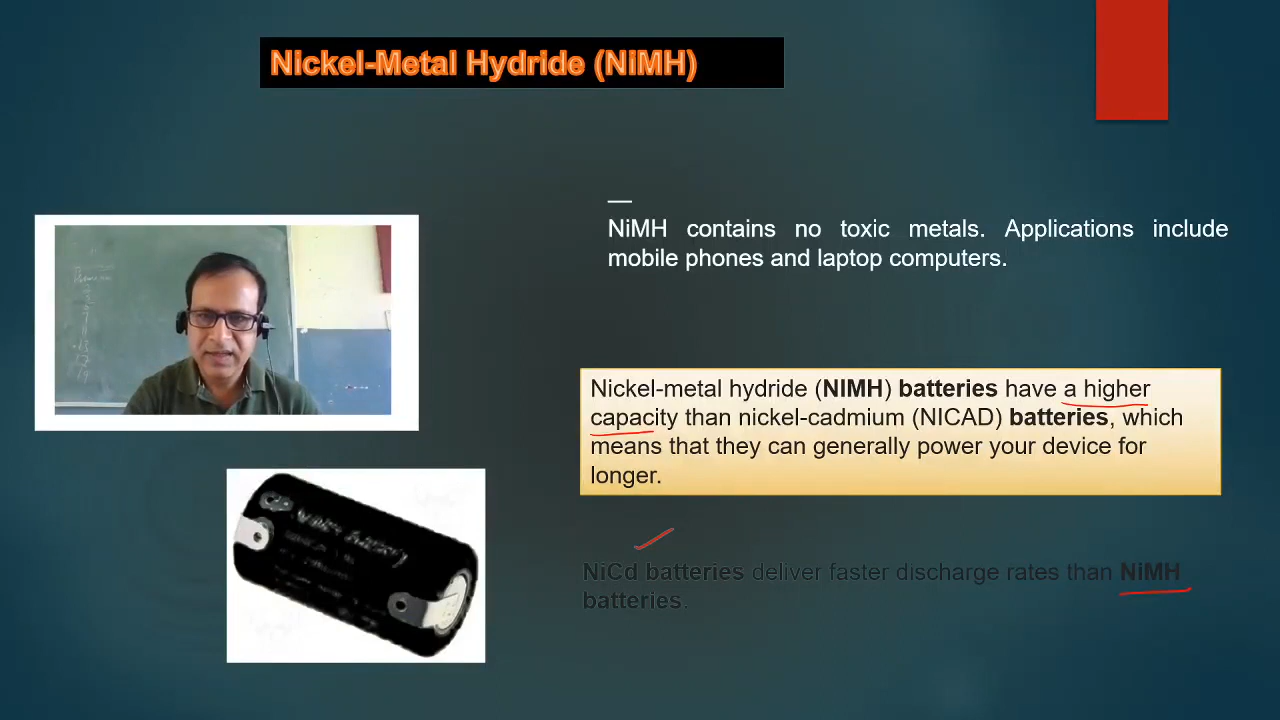 Nickel-Metal Hydride (NiMH)
NiMH contains no toxic metals. Applications include
mobile phones and laptop computers.
Nickel-metal hydride (NIMH) batteries have a higher
capacity than nickel-cadmium (NICAD) batteries, which
means that they can generally power your device for
longer.
NiCd batteries deliver faster discharge rates than NiMH
batteries.